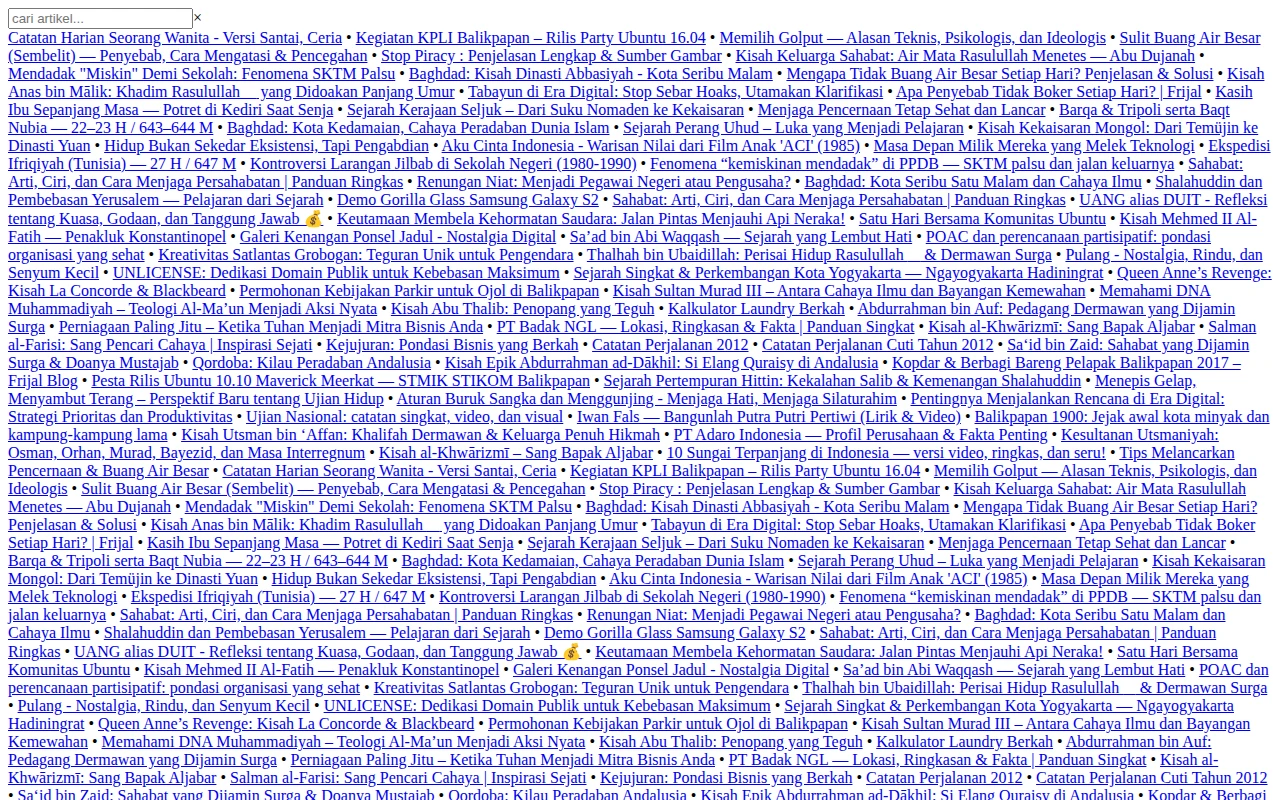 cari artikel... ×
Catatan Harian Seorang Wanita - Versi Santai, Ceria • Kegiatan KPLI Balikpapan – Rilis Party Ubuntu 16.04 • Memilih Golput — Alasan Teknis, Psikologis, dan Ideologis • Sulit Buang Air Besar
(Sembelit) — Penyebab, Cara Mengatasi & Pencegahan • Stop Piracy : Penjelasan Lengkap & Sumber Gambar • Kisah Keluarga Sahabat: Air Mata Rasulullah Menetes — Abu Dujanah •
Mendadak "Miskin" Demi Sekolah: Fenomena SKTM Palsu • Baghdad: Kisah Dinasti Abbasiyah - Kota Seribu Malam • Mengapa Tidak Buang Air Besar Setiap Hari? Penjelasan & Solusi • Kisah
Anas bin Mālik: Khadim Rasulullah yang Didoakan Panjang Umur • Tabayun di Era Digital: Stop Sebar Hoaks, Utamakan Klarifikasi • Apa Penyebab Tidak Boker Setiap Hari? | Frijal • Kasih
Ibu Sepanjang Masa — Potret di Kediri Saat Senja • Sejarah Kerajaan Seljuk – Dari Suku Nomaden ke Kekaisaran • Menjaga Pencernaan Tetap Sehat dan Lancar • Barqa & Tripoli serta Baqt
Nubia — 22–23 H / 643–644 M • Baghdad: Kota Kedamaian, Cahaya Peradaban Dunia Islam • Sejarah Perang Uhud – Luka yang Menjadi Pelajaran • Kisah Kekaisaran Mongol: Dari Temüjin ke
Dinasti Yuan • Hidup Bukan Sekedar Eksistensi, Tapi Pengabdian • Aku Cinta Indonesia - Warisan Nilai dari Film Anak 'ACI' (1985) • Masa Depan Milik Mereka yang Melek Teknologi • Ekspedisi
Ifriqiyah (Tunisia) — 27 H / 647 M • Kontroversi Larangan Jilbab di Sekolah Negeri (1980-1990) • Fenomena “kemiskinan mendadak” di PPDB — SKTM palsu dan jalan keluarnya • Sahabat:
Arti, Ciri, dan Cara Menjaga Persahabatan | Panduan Ringkas • Renungan Niat: Menjadi Pegawai Negeri atau Pengusaha? • Baghdad: Kota Seribu Satu Malam dan Cahaya Ilmu • Shalahuddin dan
Pembebasan Yerusalem — Pelajaran dari Sejarah • Demo Gorilla Glass Samsung Galaxy S2 • Sahabat: Arti, Ciri, dan Cara Menjaga Persahabatan | Panduan Ringkas • UANG alias DUIT - Refleksi
tentang Kuasa, Godaan, dan Tanggung Jawab 💰 • Keutamaan Membela Kehormatan Saudara: Jalan Pintas Menjauhi Api Neraka! • Satu Hari Bersama Komunitas Ubuntu • Kisah Mehmed II Al-
Fatih — Penakluk Konstantinopel • Galeri Kenangan Ponsel Jadul - Nostalgia Digital • Sa’ad bin Abi Waqqash — Sejarah yang Lembut Hati • POAC dan perencanaan partisipatif: pondasi
organisasi yang sehat • Kreativitas Satlantas Grobogan: Teguran Unik untuk Pengendara • Thalhah bin Ubaidillah: Perisai Hidup Rasulullah & Dermawan Surga • Pulang - Nostalgia, Rindu, dan
Senyum Kecil • UNLICENSE: Dedikasi Domain Publik untuk Kebebasan Maksimum • Sejarah Singkat & Perkembangan Kota Yogyakarta — Ngayogyakarta Hadiningrat • Queen Anne’s Revenge:
Kisah La Concorde & Blackbeard • Permohonan Kebijakan Parkir untuk Ojol di Balikpapan • Kisah Sultan Murad III – Antara Cahaya Ilmu dan Bayangan Kemewahan • Memahami DNA
Muhammadiyah – Teologi Al-Ma’un Menjadi Aksi Nyata • Kisah Abu Thalib: Penopang yang Teguh • Kalkulator Laundry Berkah • Abdurrahman bin Auf: Pedagang Dermawan yang Dijamin
Surga • Perniagaan Paling Jitu – Ketika Tuhan Menjadi Mitra Bisnis Anda • PT Badak NGL — Lokasi, Ringkasan & Fakta | Panduan Singkat • Kisah al-Khwārizmī: Sang Bapak Aljabar • Salman
al-Farisi: Sang Pencari Cahaya | Inspirasi Sejati • Kejujuran: Pondasi Bisnis yang Berkah • Catatan Perjalanan 2012 • Catatan Perjalanan Cuti Tahun 2012 • Sa‘id bin Zaid: Sahabat yang Dijamin
Surga & Doanya Mustajab • Qordoba: Kilau Peradaban Andalusia • Kisah Epik Abdurrahman ad-Dākhil: Si Elang Quraisy di Andalusia • Kopdar & Berbagi Bareng Pelapak Balikpapan 2017 –
Frijal Blog • Pesta Rilis Ubuntu 10.10 Maverick Meerkat — STMIK STIKOM Balikpapan • Sejarah Pertempuran Hittin: Kekalahan Salib & Kemenangan Shalahuddin • Menepis Gelap,
Menyambut Terang – Perspektif Baru tentang Ujian Hidup • Aturan Buruk Sangka dan Menggunjing - Menjaga Hati, Menjaga Silaturahim • Pentingnya Menjalankan Rencana di Era Digital:
Strategi Prioritas dan Produktivitas • Ujian Nasional: catatan singkat, video, dan visual • Iwan Fals — Bangunlah Putra Putri Pertiwi (Lirik & Video) • Balikpapan 1900: Jejak awal kota minyak dan
kampung-kampung lama • Kisah Utsman bin ‘Affan: Khalifah Dermawan & Keluarga Penuh Hikmah • PT Adaro Indonesia — Profil Perusahaan & Fakta Penting • Kesultanan Utsmaniyah:
Osman, Orhan, Murad, Bayezid, dan Masa Interregnum • Kisah al-Khwārizmī – Sang Bapak Aljabar • 10 Sungai Terpanjang di Indonesia — versi video, ringkas, dan seru! • Tips Melancarkan
Pencernaan & Buang Air Besar • Catatan Harian Seorang Wanita - Versi Santai, Ceria • Kegiatan KPLI Balikpapan – Rilis Party Ubuntu 16.04 • Memilih Golput — Alasan Teknis, Psikologis, dan
Ideologis • Sulit Buang Air Besar (Sembelit) — Penyebab, Cara Mengatasi & Pencegahan • Stop Piracy : Penjelasan Lengkap & Sumber Gambar • Kisah Keluarga Sahabat: Air Mata Rasulullah
Menetes — Abu Dujanah • Mendadak "Miskin" Demi Sekolah: Fenomena SKTM Palsu • Baghdad: Kisah Dinasti Abbasiyah - Kota Seribu Malam • Mengapa Tidak Buang Air Besar Setiap Hari?
Penjelasan & Solusi • Kisah Anas bin Mālik: Khadim Rasulullah yang Didoakan Panjang Umur • Tabayun di Era Digital: Stop Sebar Hoaks, Utamakan Klarifikasi • Apa Penyebab Tidak Boker
Setiap Hari? | Frijal • Kasih Ibu Sepanjang Masa — Potret di Kediri Saat Senja • Sejarah Kerajaan Seljuk – Dari Suku Nomaden ke Kekaisaran • Menjaga Pencernaan Tetap Sehat dan Lancar •
Barqa & Tripoli serta Baqt Nubia — 22–23 H / 643–644 M • Baghdad: Kota Kedamaian, Cahaya Peradaban Dunia Islam • Sejarah Perang Uhud – Luka yang Menjadi Pelajaran • Kisah Kekaisaran
Mongol: Dari Temüjin ke Dinasti Yuan • Hidup Bukan Sekedar Eksistensi, Tapi Pengabdian • Aku Cinta Indonesia - Warisan Nilai dari Film Anak 'ACI' (1985) • Masa Depan Milik Mereka yang
Melek Teknologi • Ekspedisi Ifriqiyah (Tunisia) — 27 H / 647 M • Kontroversi Larangan Jilbab di Sekolah Negeri (1980-1990) • Fenomena “kemiskinan mendadak” di PPDB — SKTM palsu dan
jalan keluarnya • Sahabat: Arti, Ciri, dan Cara Menjaga Persahabatan | Panduan Ringkas • Renungan Niat: Menjadi Pegawai Negeri atau Pengusaha? • Baghdad: Kota Seribu Satu Malam dan
Cahaya Ilmu • Shalahuddin dan Pembebasan Yerusalem — Pelajaran dari Sejarah • Demo Gorilla Glass Samsung Galaxy S2 • Sahabat: Arti, Ciri, dan Cara Menjaga Persahabatan | Panduan
Ringkas • UANG alias DUIT - Refleksi tentang Kuasa, Godaan, dan Tanggung Jawab 💰 • Keutamaan Membela Kehormatan Saudara: Jalan Pintas Menjauhi Api Neraka! • Satu Hari Bersama
Komunitas Ubuntu • Kisah Mehmed II Al-Fatih — Penakluk Konstantinopel • Galeri Kenangan Ponsel Jadul - Nostalgia Digital • Sa’ad bin Abi Waqqash — Sejarah yang Lembut Hati • POAC dan
perencanaan partisipatif: pondasi organisasi yang sehat • Kreativitas Satlantas Grobogan: Teguran Unik untuk Pengendara • Thalhah bin Ubaidillah: Perisai Hidup Rasulullah & Dermawan Surga
• Pulang - Nostalgia, Rindu, dan Senyum Kecil • UNLICENSE: Dedikasi Domain Publik untuk Kebebasan Maksimum • Sejarah Singkat & Perkembangan Kota Yogyakarta — Ngayogyakarta
Hadiningrat • Queen Anne’s Revenge: Kisah La Concorde & Blackbeard • Permohonan Kebijakan Parkir untuk Ojol di Balikpapan • Kisah Sultan Murad III – Antara Cahaya Ilmu dan Bayangan
Kemewahan • Memahami DNA Muhammadiyah – Teologi Al-Ma’un Menjadi Aksi Nyata • Kisah Abu Thalib: Penopang yang Teguh • Kalkulator Laundry Berkah • Abdurrahman bin Auf:
Pedagang Dermawan yang Dijamin Surga • Perniagaan Paling Jitu – Ketika Tuhan Menjadi Mitra Bisnis Anda • PT Badak NGL — Lokasi, Ringkasan & Fakta | Panduan Singkat • Kisah al-
Khwārizmī: Sang Bapak Aljabar • Salman al-Farisi: Sang Pencari Cahaya | Inspirasi Sejati • Kejujuran: Pondasi Bisnis yang Berkah • Catatan Perjalanan 2012 • Catatan Perjalanan Cuti Tahun 2012
• Sa‘id bin Zaid: Sahabat yang Dijamin Surga & Doanya Mustajab • Qordoba: Kilau Peradaban Andalusia • Kisah Epik Abdurrahman ad-Dākhil: Si Elang Quraisy di Andalusia • Kopdar & Berbagi